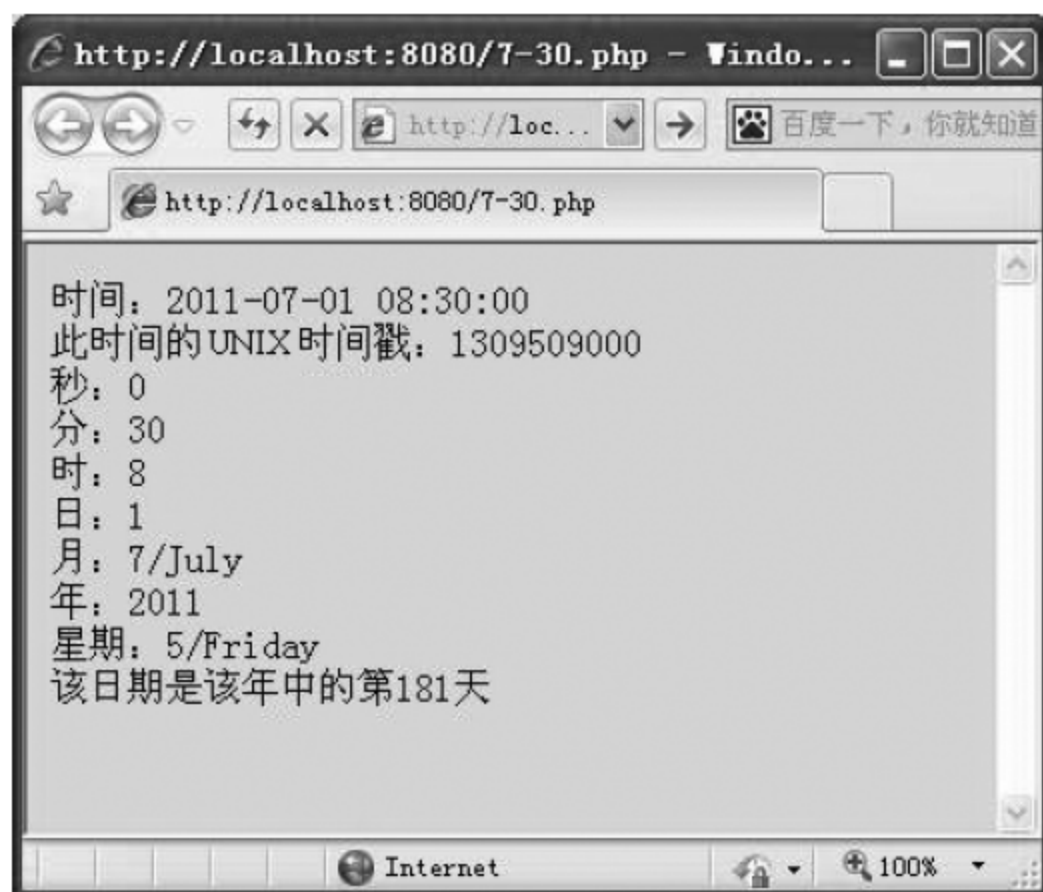 http://localhost:8080/7-30.php - Windo...
http://loc...
百度一下，你就知道
http://localhost:8080/7-30.php
时间：2011-07-01 08:30:00
此时间的UNIX时间戳：1309509000
秒：0
分：30
时：8
日：1
月：7/July
年：2011
星期：5/Friday
该日期是该年中的第181天
Internet
100%